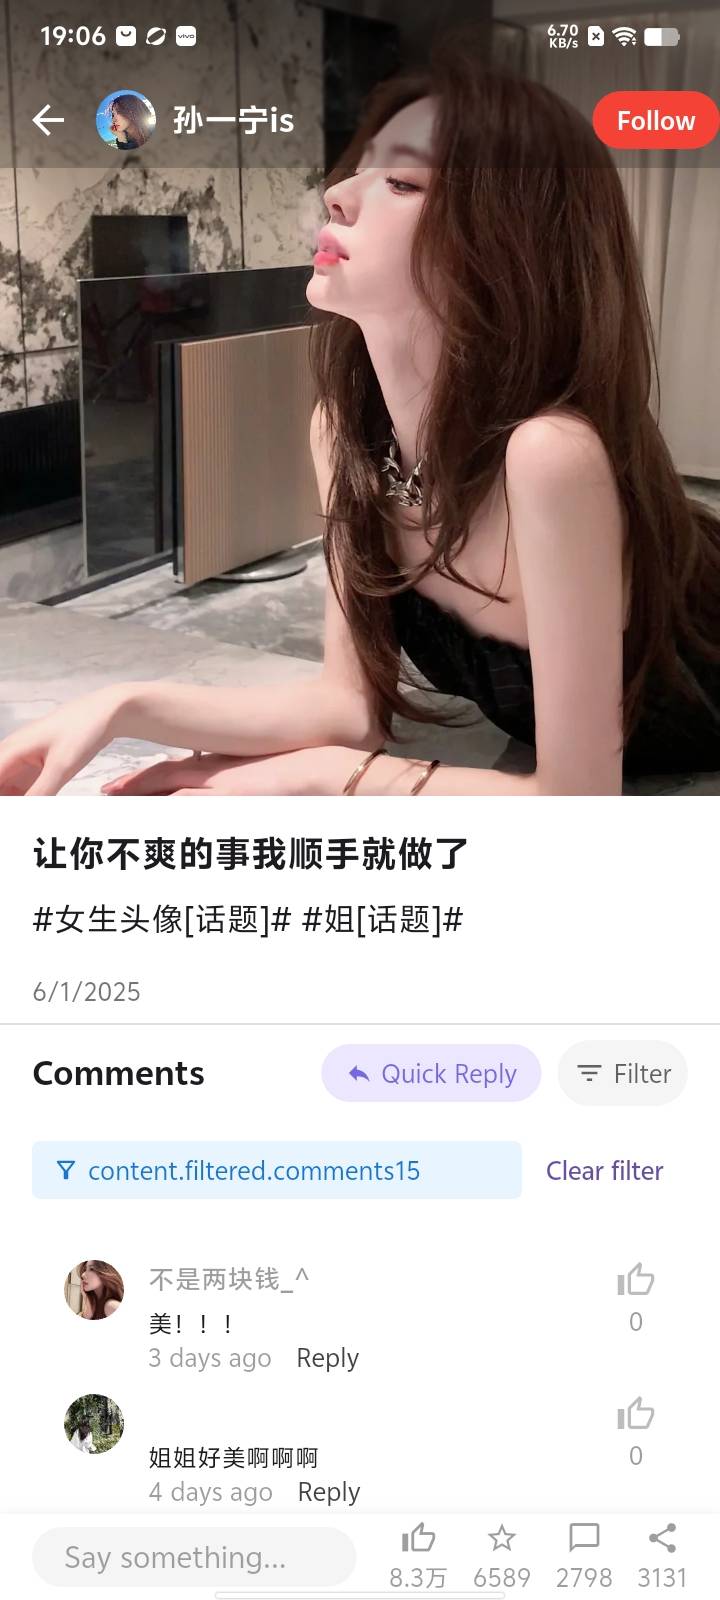 19:06
vivo
6.70
KB/s
孙一宁is
Follow
让你不爽的事我顺手就做了
#女生头像[话题]# #姐[话题]#
6/1/2025
Comments
Quick Reply
Filter
content.filtered.comments15
Clear filter
不是两块钱_^
美！！！
0
3 days ago Reply
姐姐好美啊啊啊
0
4 days ago Reply
Say something...
8.3万
6589
2798
3131